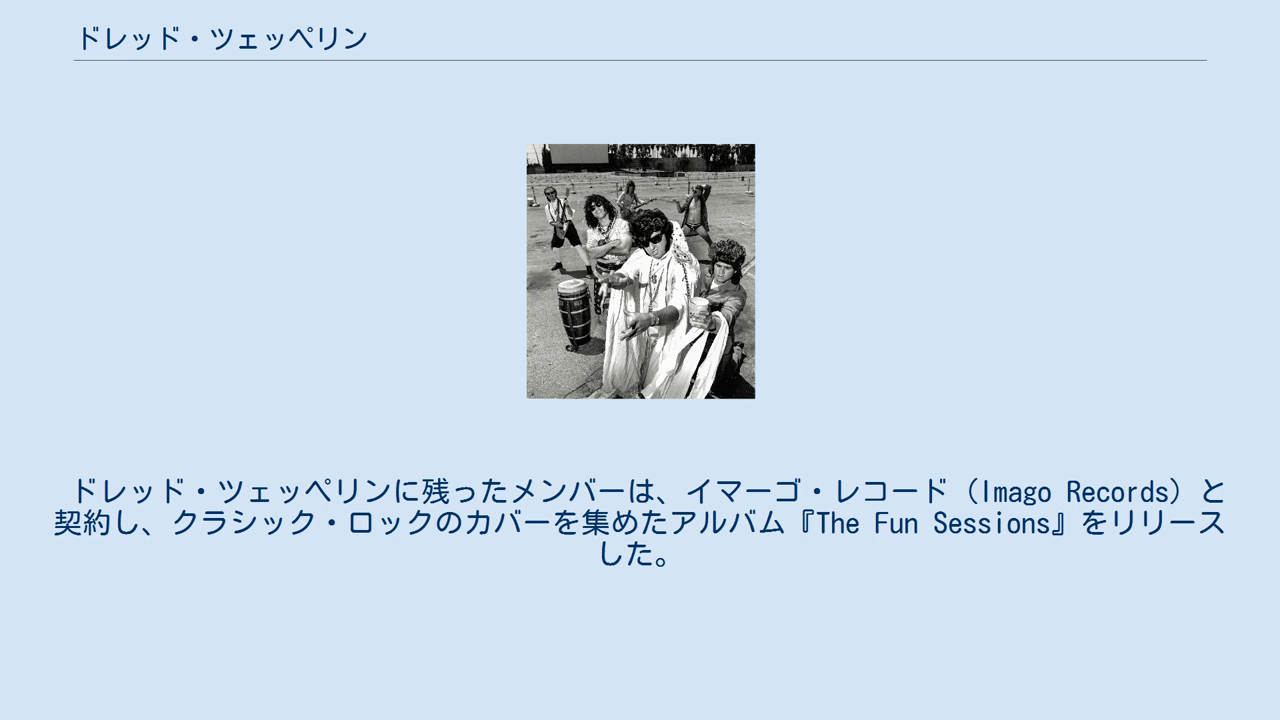 ドレッド・ツェッペリン
ドレッド・ツェッペリンに残ったメンバーは、イマーゴ・レコード（Imago Records）と
契約し、クラシック・ロックのカバーを集めたアルバム『The Fun Sessions』をリリース
した。